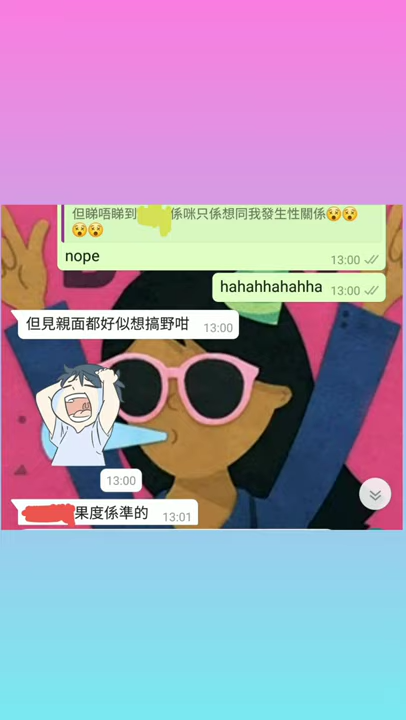 但睇唔睇到
係咪只係想同我發生性關係😵😵
😵😵
nope
13:00
hahahhahahha 13:00
但見親面都好似想搞野咁 13:00
13:00
果度係準的 13:01